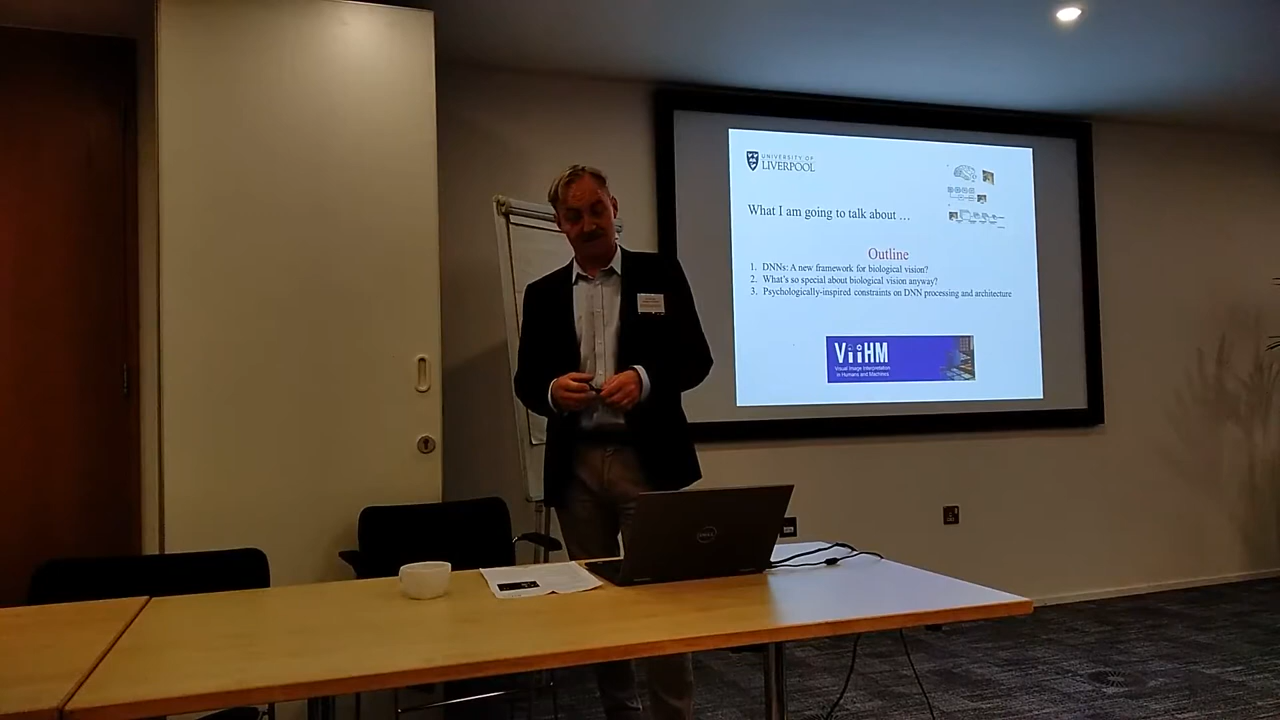 UNIVERSITY OF
LIVERPOOL
What I am going to talk about …
Outline
1. DNNs: A new framework for biological vision?
2. What's so special about biological vision anyway?
3. Psychologically-inspired constraints on DNN processing and architecture
ViiHM
Visual Image Interpretation
in Humans and Machines
DELL